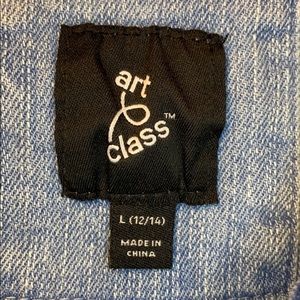 art
class™
L (12/14)
MADE IN
CHINA